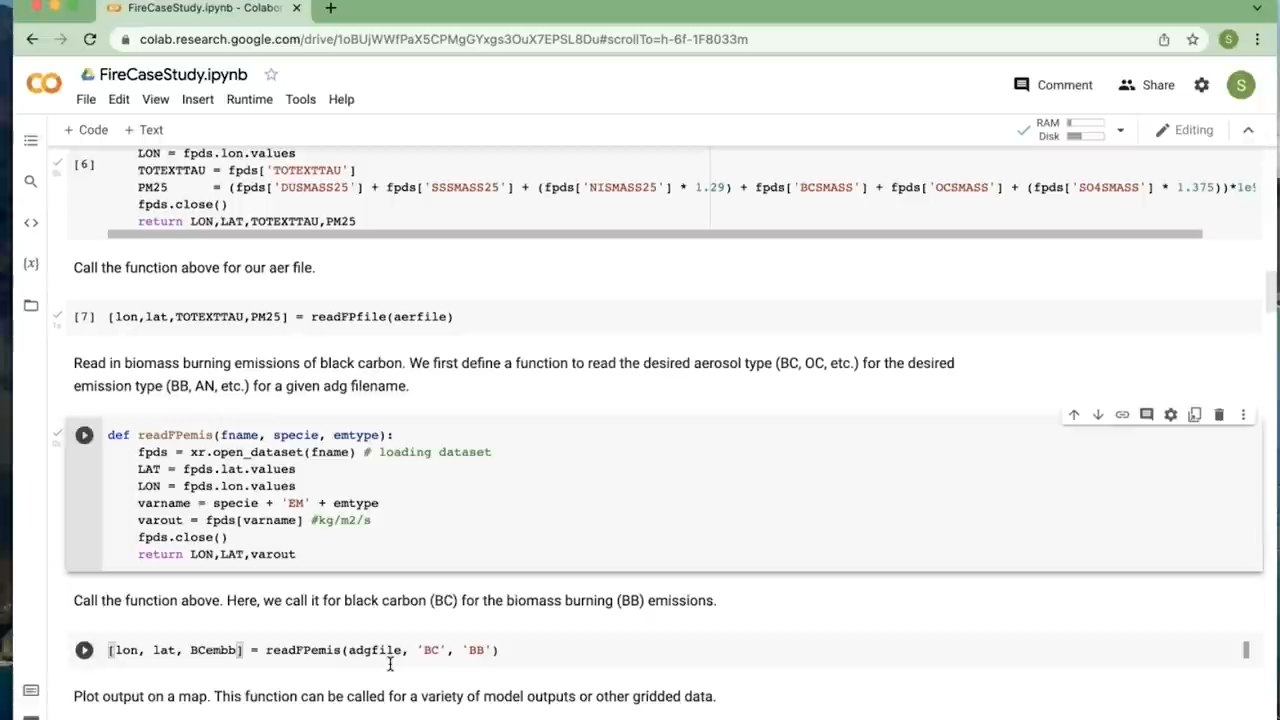 FireCaseStudy.ipynb - Colabor
colab.research.google.com/drive/1oBUjWWfPaX5CPMgGYxgs3OuX7EPSL8Du#scrollTo=h-6f-1F8033m
S
FireCaseStudy.ipynb
Comment
Share
S
File Edit View Insert Runtime Tools Help
+ Code + Text
RAM
Disk
Editing
[6]
LON = fpds.lon.values
TOTEXTTAU = fpds['TOTEXTTAU']
PM25 = (fpds['DUSMASS25'] + fpds['SSSMASS25'] + (fpds['NISMASS25'] * 1.29) + fpds['BCSMASS'] + fpds['OCSMASS'] + (fpds['SO4SMASS'] * 1.375))*1e9
fpds.close()
return LON,LAT,TOTEXTTAU,PM25
Call the function above for our aer file.
[7] [lon,lat,TOTEXTTAU,PM25] = readFPfile(aerfile)
1s
Read in biomass burning emissions of black carbon. We first define a function to read the desired aerosol type (BC, OC, etc.) for the desired
emission type (BB, AN, etc.) for a given adg filename.
def readFPemis(fname, specie, emtype):
fpds = xr.open_dataset(fname) # loading dataset
LAT = fpds.lat.values
LON = fpds.lon.values
varname = specie + 'EM' + emtype
varout = fpds[varname] #kg/m2/s
fpds.close()
return LON,LAT,varout
Call the function above. Here, we call it for black carbon (BC) for the biomass burning (BB) emissions.
[lon, lat, BCembb] = readFPemis(adgfile, 'BC', 'BB')
Plot output on a map. This function can be called for a variety of model outputs or other gridded data.